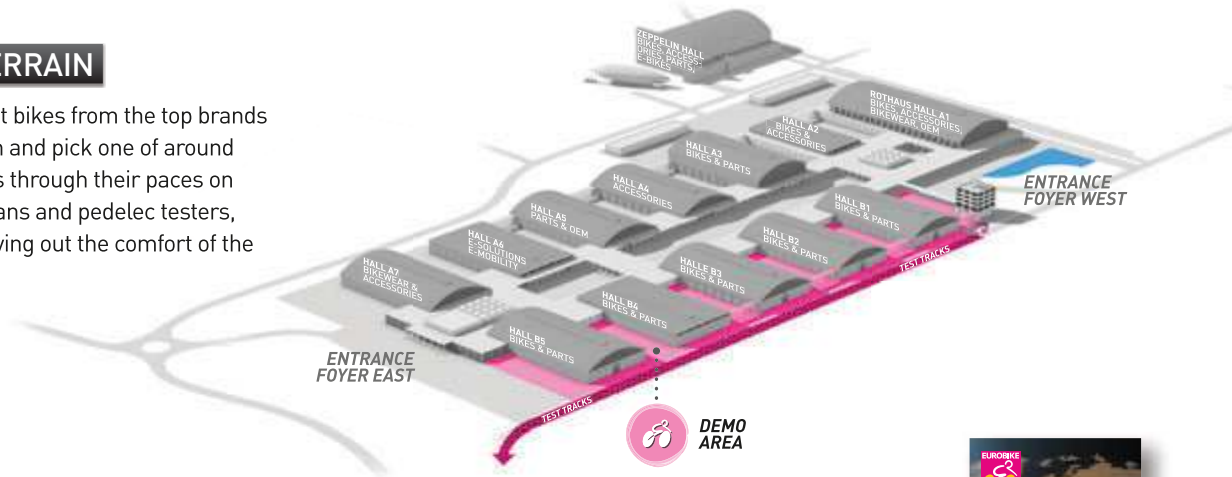 ERRAIN
t bikes from the top brands
and pick one of around
s through their paces on
ans and pedelec testers,
ying out the comfort of the
ZEPPELIN HALL
BIKES, ACCESS-
ORIES, PARTS,
E-BIKES
ROTHAUS HALL A1
BIKES, ACCESSORIES,
BIKEWEAR, OEM
HALL A2
BIKES &
ACCESSORIES
HALL A3
BIKES & PARTS
HALL A4
ACCESSORIES
HALL A5
PARTS & OEM
HALL A6
E-SOLUTIONS
E-MOBILITY
HALL A7
BIKEWEAR &
ACCESSORIES
HALL B1
BIKES & PARTS
HALL B2
BIKES & PARTS
HALLE B3
BIKES & PARTS
HALL B4
BIKES & PARTS
HALL B5
BIKES & PARTS
ENTRANCE
FOYER WEST
TEST TRACKS
ENTRANCE
FOYER EAST
TEST TRACKS
DEMO
AREA
EUROBIKE